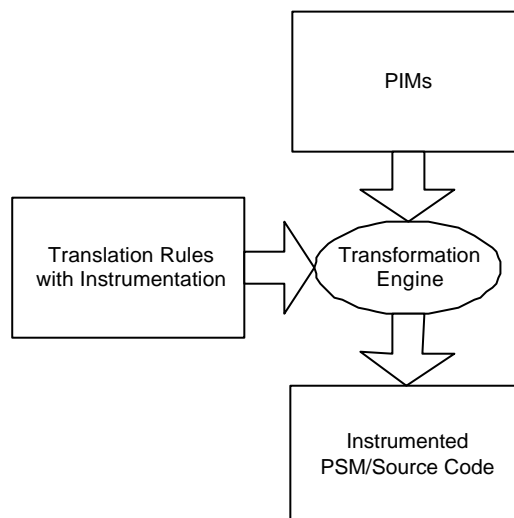 PIMs
Translation Rules
with Instrumentation
Transformation
Engine
Instrumented
PSM/Source Code